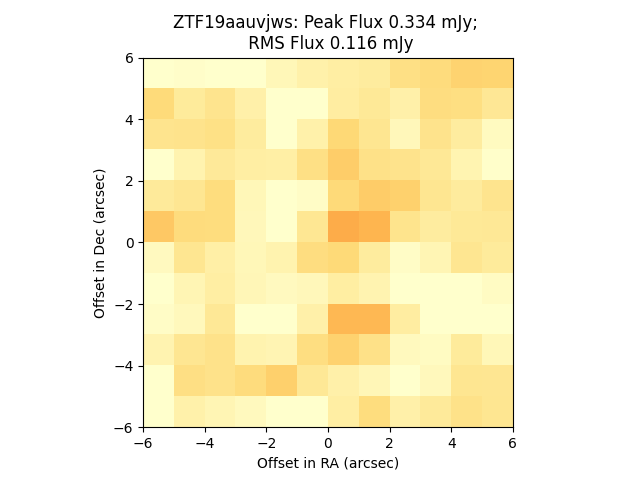 ZTF19aauvjws: Peak Flux 0.334 mJy;
RMS Flux 0.116 mJy
6
4
2
0
−2
−4
−6
Offset in Dec (arcsec)
−6 −4 −2 0 2 4 6
Offset in RA (arcsec)